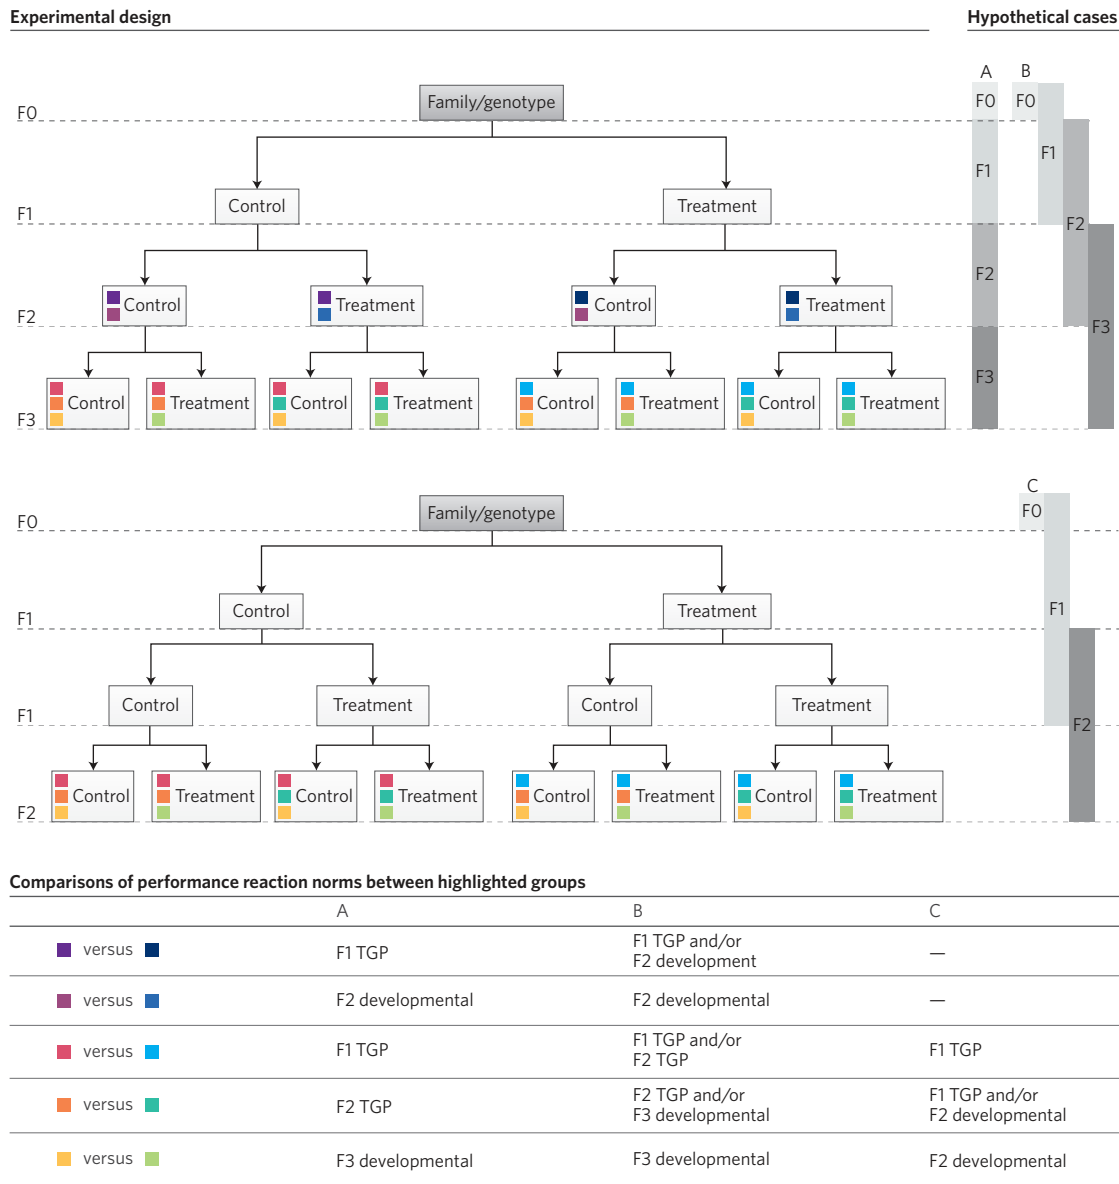 Experimental design
Hypothetical cases
A B
F0
Family/genotype
F0 F0
F1
F1
Control
Treatment
F1
F2
F2
Control
Treatment
Control
Treatment
F2
F3
F3
Control
Treatment
Control
Treatment
Control
Treatment
Control
Treatment
F3
C
F0
Family/genotype
F0
Control
Treatment
F1
F1
Control
Treatment
Control
Treatment
F1
F2
Control
Treatment
Control
Treatment
Control
Treatment
Control
Treatment
F2
Comparisons of performance reaction norms between highlighted groups
A B C
versus F1 TGP F1 TGP and/or —
F2 development
versus F2 developmental F2 developmental —
versus F1 TGP F1 TGP and/or F1 TGP
F2 TGP
versus F2 TGP F2 TGP and/or F1 TGP and/or
F3 developmental F2 developmental
versus F3 developmental F3 developmental F2 developmental